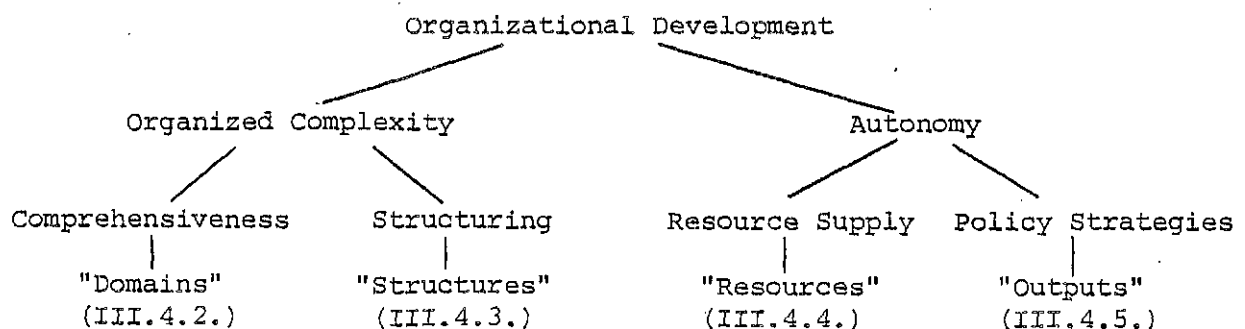 Organizational Development
Organized Complexity Autonomy
Comprehensiveness Structuring Resource Supply Policy Strategies
"Domains" "Structures" "Resources" "Outputs"
(III.4.2.) (III.4.3.) (III.4.4.) (III.4.5.)